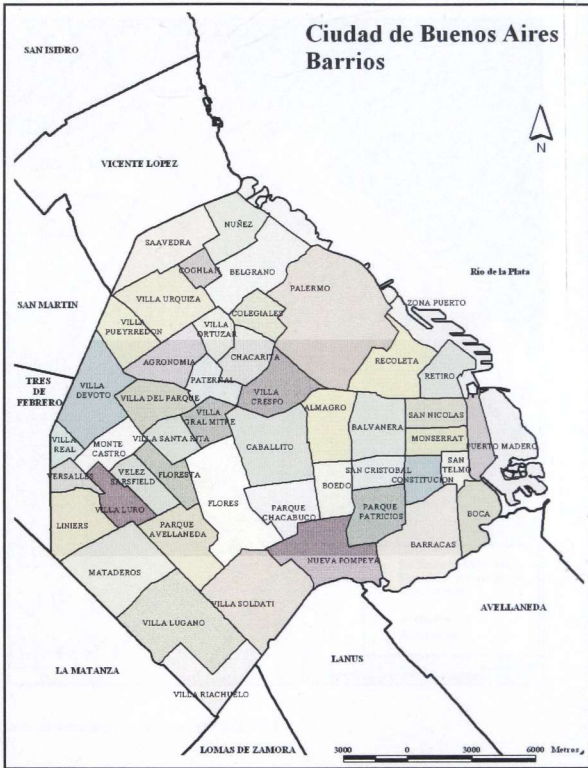 Ciudad de Buenos Aires
Barrios
SAN ISIDRO
N
VICENTE LOPEZ
NUÑEZ
SAAVEDRA
COGHLAN
BELGRANO
Río de la Plata
PALERMO
VILLA URQUIZA
SAN MARTIN
ZONA PUERTO
COLEGIALES
VILLA
PUEYRREDON
VILLA
ORTUZAR
CHACARITA
AGRONOMIA
RECOLETA
RETIRO
PATERNAL
TRES
DE
FEBRERO
VILLA
DEVOTO
VILLA DEL PARQUE
VILLA
CRESPO
ALMAGRO
VILLA
GRAL MITRE
SAN NICOLAS
BALVANERA
MONSERRAT
VILLA
REAL
MONTE
CASTRO
VILLA SANTA RITA
CABALLITO
PUERTO MADERO
SAN
TELMO
VERSALLES
VELEZ
SARSFIELD
FLORESTA
SAN CRISTOBAL
CONSTITUCION
BOEDO
FLORES
VILLA LURO
PARQUE
CHACABUCO
PARQUE
PATRICIOS
BOCA
LINIERS
PARQUE
AVELLANEDA
BARRACAS
NUEVA POMPEYA
MATADEROS
VILLA SOLDATI
AVELLANEDA
VILLA LUGANO
LANUS
LA MATANZA
VILLA RIACHUELO
LOMAS DE ZAMORA
3000 0 3000 6000 Metros